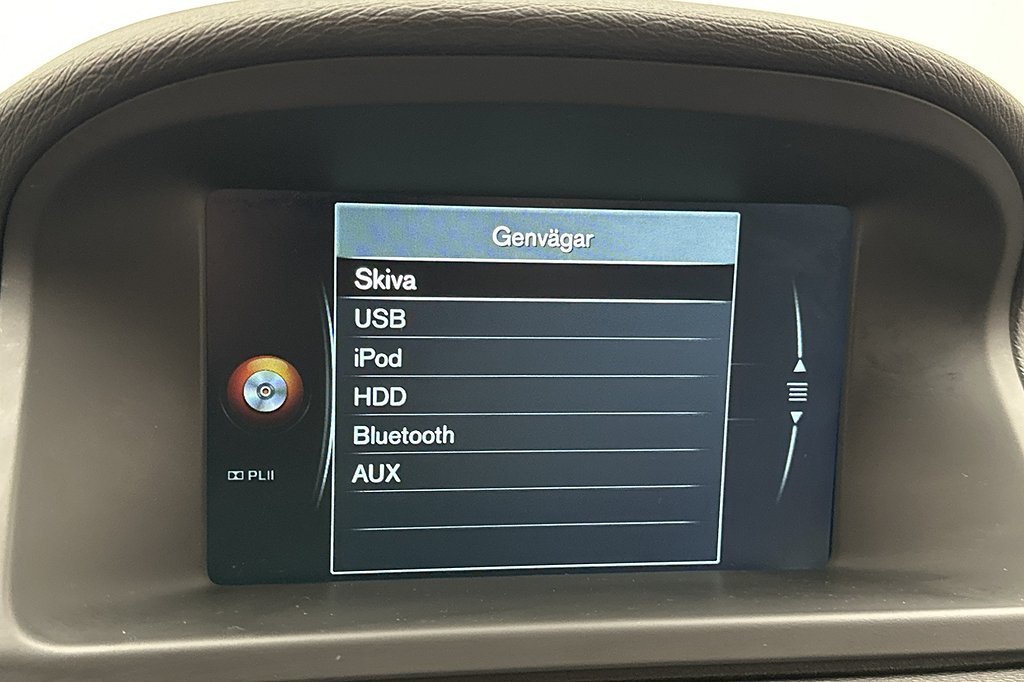 Genvägar
Skiva
USB
iPod
HDD
Bluetooth
AUX
PLII